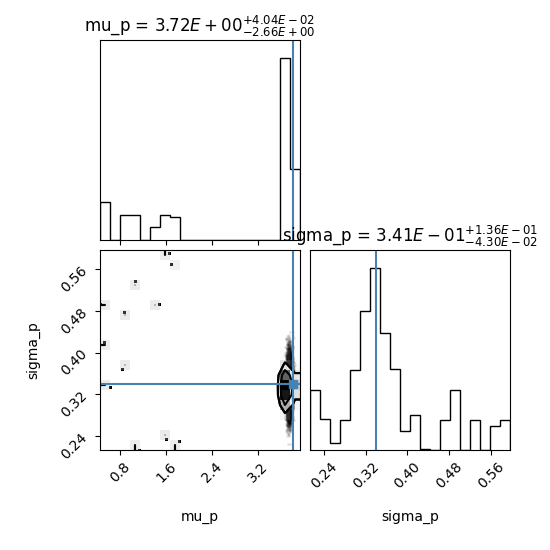 mu_p = 3.72E + 00 +4.04E − 02 −2.66E + 00
sigma_p = 3.41E − 01 +1.36E − 01 −4.30E − 02
sigma_p
0.56
0.48
0.40
0.32
0.24
0.8 1.6 2.4 3.2
0.24 0.32 0.40 0.48 0.56
mu_p
sigma_p